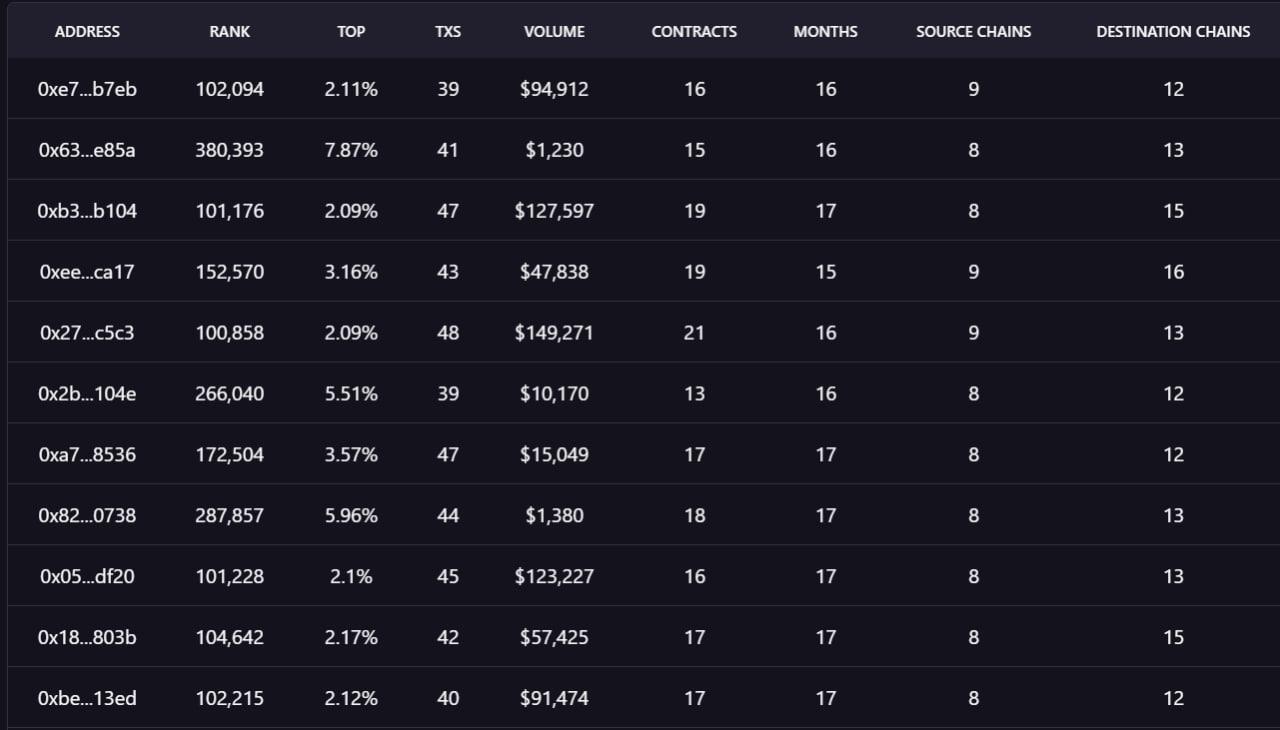 ADDRESS RANK TOP TXS VOLUME CONTRACTS MONTHS SOURCE CHAINS DESTINATION CHAINS
0xe7...b7eb 102,094 2.11% 39 $94,912 16 16 9 12
0x63...e85a 380,393 7.87% 41 $1,230 15 16 8 13
0xb3...b104 101,176 2.09% 47 $127,597 19 17 8 15
0xee...ca17 152,570 3.16% 43 $47,838 19 15 9 16
0x27...c5c3 100,858 2.09% 48 $149,271 21 16 9 13
0x2b...104e 266,040 5.51% 39 $10,170 13 16 8 12
0xa7...8536 172,504 3.57% 47 $15,049 17 17 8 12
0x82...0738 287,857 5.96% 44 $1,380 18 17 8 13
0x05...df20 101,228 2.1% 45 $123,227 16 17 8 13
0x18...803b 104,642 2.17% 42 $57,425 17 17 8 15
0xbe...13ed 102,215 2.12% 40 $91,474 17 17 8 12